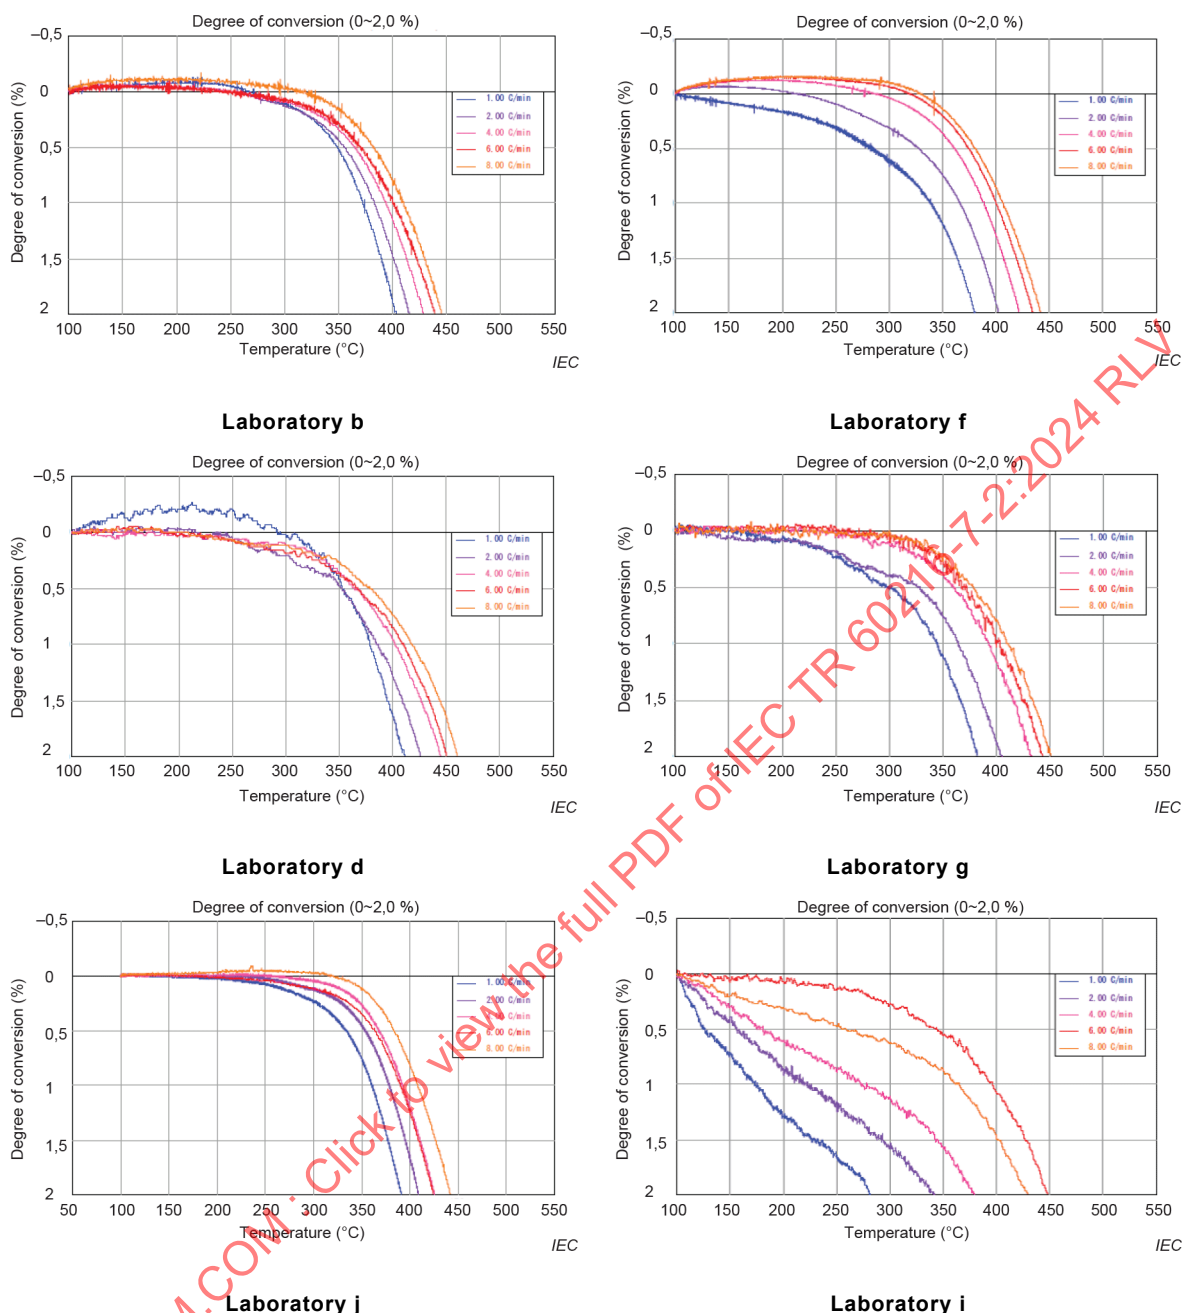 Degree of conversion (0~2,0 %)
–0,5
0
0,5
1
1,5
2
Degree of conversion (%)
1.00 C/min
2.00 C/min
4.00 C/min
6.00 C/min
8.00 C/min
100 150 200 250 300 350 400 450 500 550
Temperature (°C)
IEC
Laboratory b
Degree of conversion (0~2,0 %)
–0,5
0
0,5
1
1,5
2
Degree of conversion (%)
1.00 C/min
2.00 C/min
4.00 C/min
6.00 C/min
8.00 C/min
100 150 200 250 300 350 400 450 500 550
Temperature (°C)
IEC
Laboratory f
Degree of conversion (0~2,0 %)
–0,5
0
0,5
1
1,5
2
Degree of conversion (%)
1.00 C/min
2.00 C/min
4.00 C/min
6.00 C/min
8.00 C/min
100 150 200 250 300 350 400 450 500 550
Temperature (°C)
IEC
Laboratory d
Degree of conversion (0~2,0 %)
–0,5
0
0,5
1
1,5
2
Degree of conversion (%)
1.00 C/min
2.00 C/min
4.00 C/min
6.00 C/min
8.00 C/min
100 150 200 250 300 350 400 450 500 550
Temperature (°C)
IEC
Laboratory g
Degree of conversion (0~2,0 %)
–0,5
0
0,5
1
1,5
2
Degree of conversion (%)
1.00 C/min
2.00 C/min
C/min
6.00 C/min
8.00 C/min
50 100 150 200 250 300 350 400 450 500 550
Temperature (°C)
IEC
Laboratory j
Degree of conversion (0~2,0 %)
–0,5
0
0,5
1
1,5
2
Degree of conversion (%)
1.00 C/min
2.00 C/min
4.00 C/min
6.00 C/min
8.00 C/min
100 150 200 250 300 350 400 450 500 550
Temperature (°C)
IEC
Laboratory i
M.COM : Click to view the full PDF of IEC TR 60216-7-2:2024 RLV